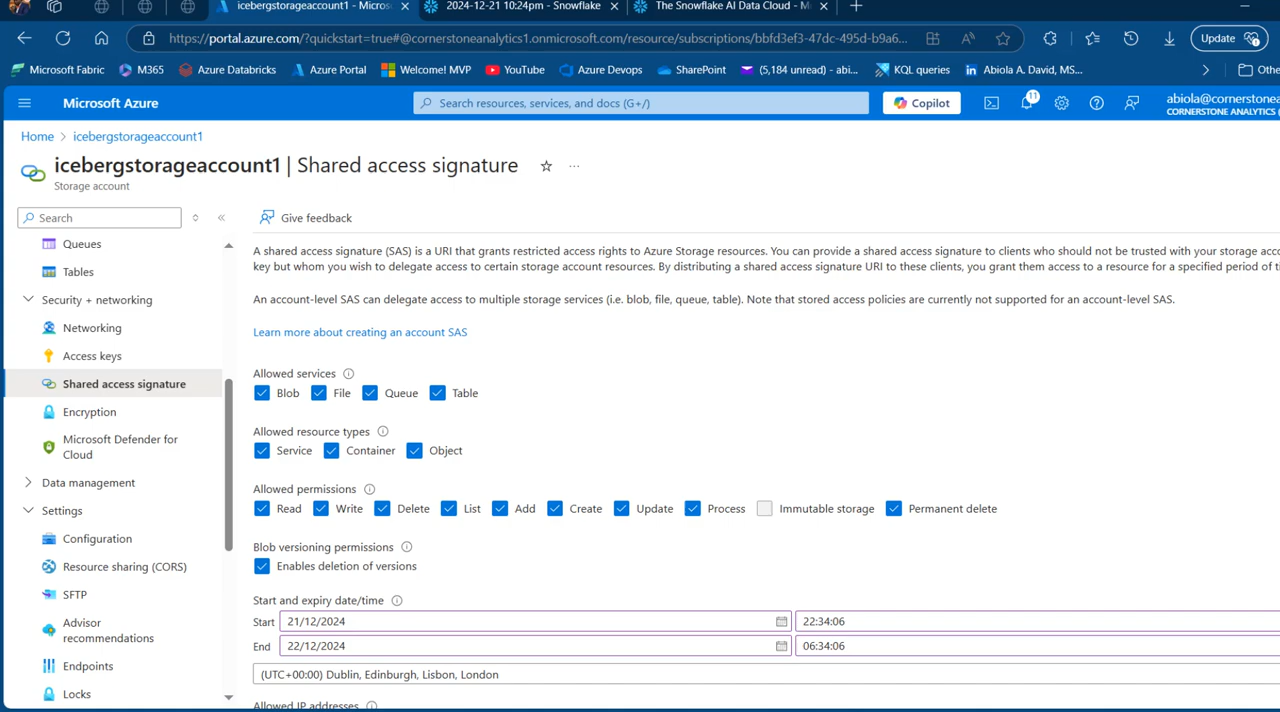 icebergstorageaccount1 - Micros
2024-12-21 10:24pm - Snowflake
The Snowflake AI Data Cloud - M
https://portal.azure.com/?quickstart=true#@cornerstoneanalytics1.onmicrosoft.com/resource/subscriptions/bbfd3ef3-47dc-495d-b9a6...
Update
Microsoft Fabric
M365
Azure Databricks
Azure Portal
Welcome! MVP
YouTube
Azure Devops
SharePoint
(5,184 unread) - abi...
KQL queries
Abiola A. David, MS...
Othe
Microsoft Azure
Search resources, services, and docs (G+/)
Copilot
11
abiola@cornerstone
CORNERSTONE ANALYTICS
Home > icebergstorageaccount1
icebergstorageaccount1 | Shared access signature
Storage account
Search
Give feedback
Queues
Tables
Security + networking
Networking
Access keys
Shared access signature
Encryption
Microsoft Defender for
Cloud
Data management
Settings
Configuration
Resource sharing (CORS)
SFTP
Advisor
recommendations
Endpoints
Locks
A shared access signature (SAS) is a URI that grants restricted access rights to Azure Storage resources. You can provide a shared access signature to clients who should not be trusted with your storage acco
key but whom you wish to delegate access to certain storage account resources. By distributing a shared access signature URI to these clients, you grant them access to a resource for a specified period of ti
An account-level SAS can delegate access to multiple storage services (i.e. blob, file, queue, table). Note that stored access policies are currently not supported for an account-level SAS.
Learn more about creating an account SAS
Allowed services
Blob File Queue Table
Allowed resource types
Service Container Object
Allowed permissions
Read Write Delete List Add Create Update Process Immutable storage Permanent delete
Blob versioning permissions
Enables deletion of versions
Start and expiry date/time
Start 21/12/2024 22:34:06
End 22/12/2024 06:34:06
(UTC+00:00) Dublin, Edinburgh, Lisbon, London
Allowed IP addresses